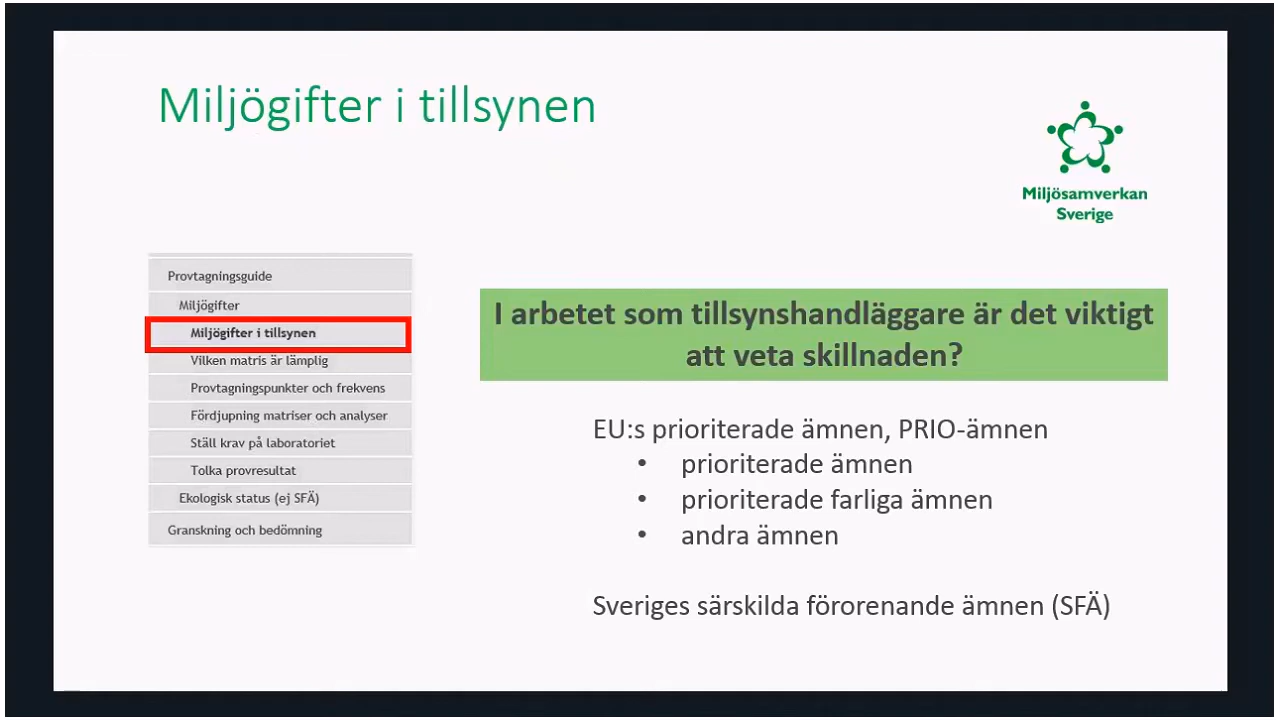 Miljögifter i tillsynen
Miljösamverkan
Sverige
Provtagningsguide
Miljögifter
Miljögifter i tillsynen
Vilken matris är lämplig
Provtagningspunkter och frekvens
Fördjupning matriser och analyser
Ställ krav på laboratoriet
Tolka provresultat
Ekologisk status (ej SFÄ)
Granskning och bedömning
I arbetet som tillsynshandläggare är det viktigt
att veta skillnaden?
EU:s prioriterade ämnen, PRIO-ämnen
• prioriterade ämnen
• prioriterade farliga ämnen
• andra ämnen
Sveriges särskilda förorenande ämnen (SFÄ)